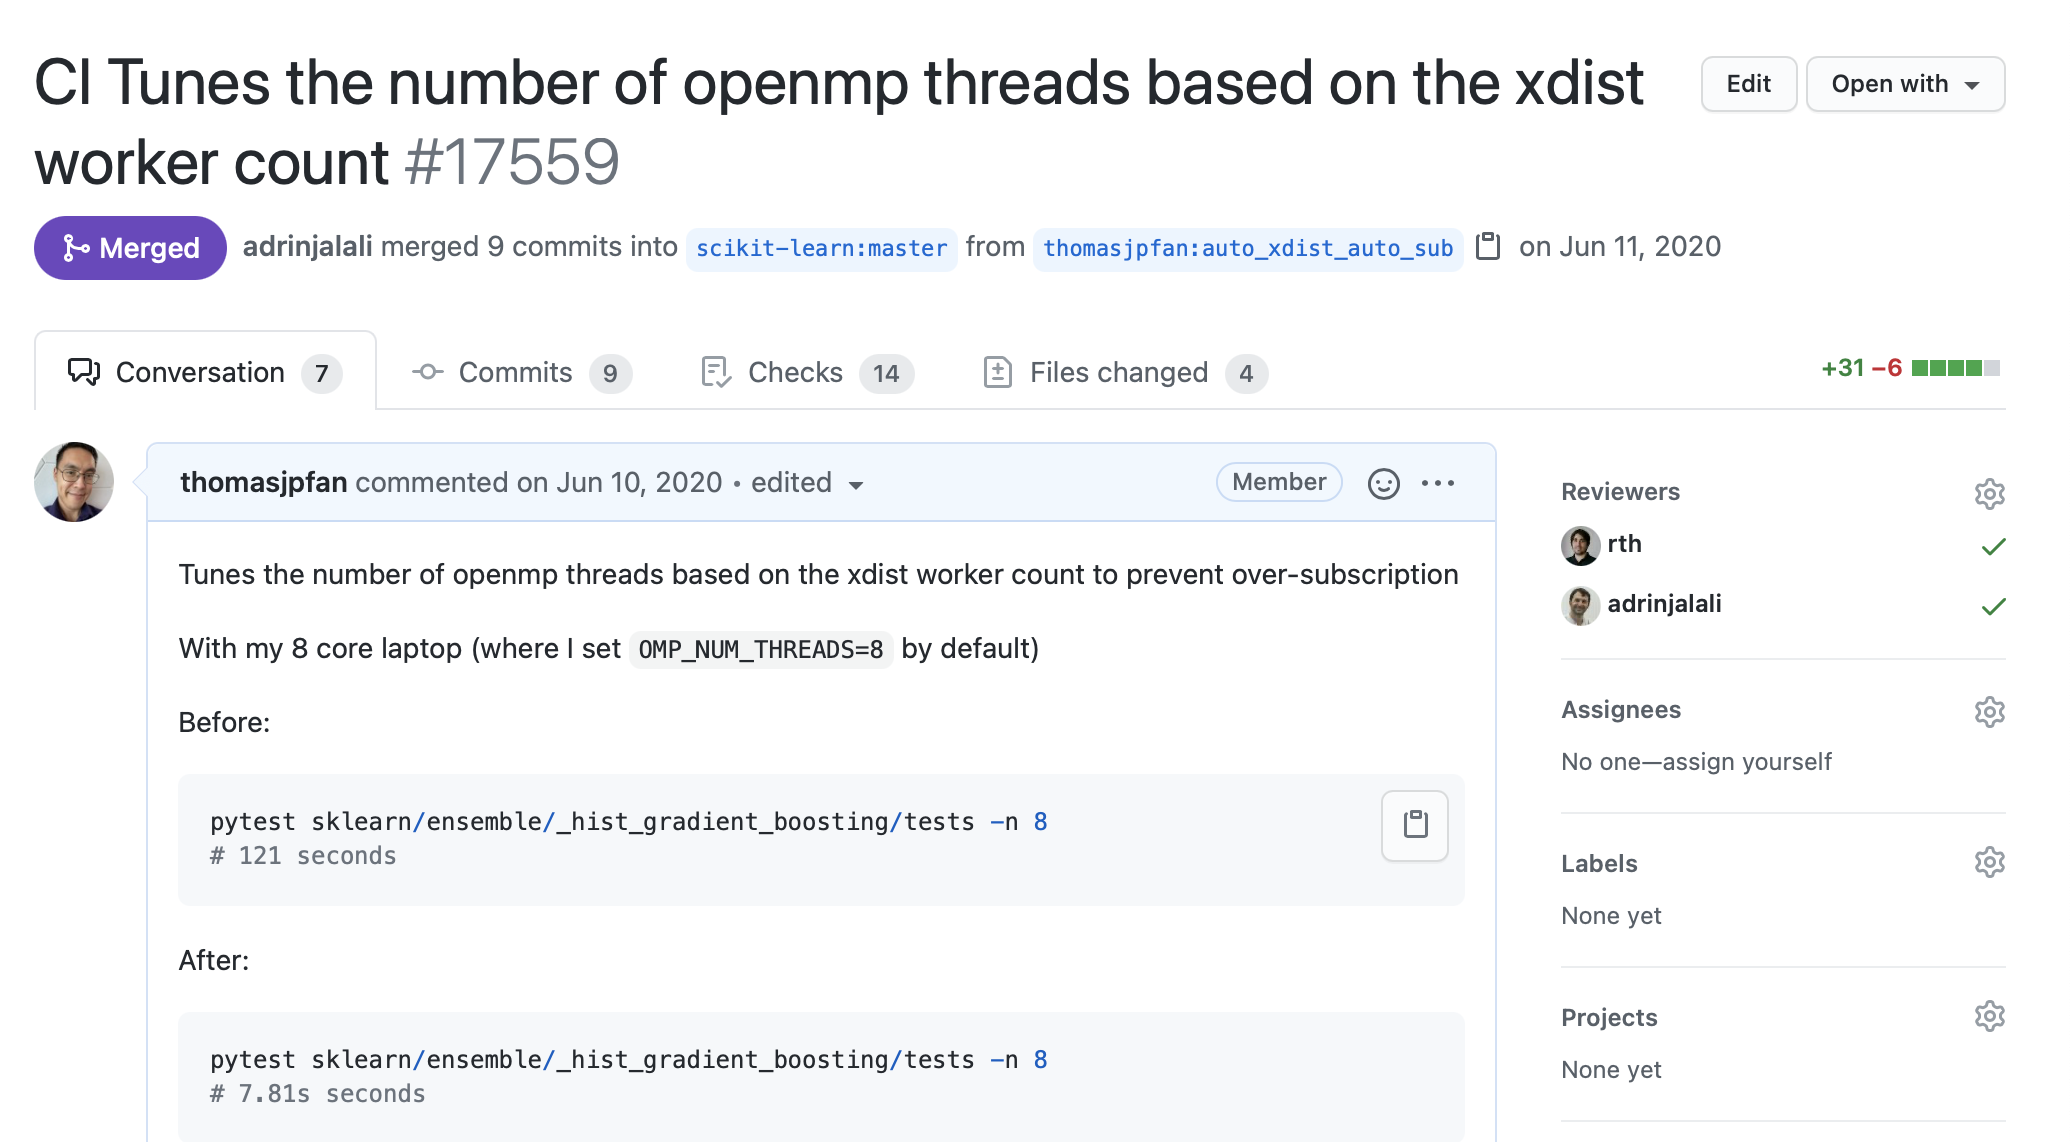 CI Tunes the number of openmp threads based on the xdist
worker count #17559
Edit
Open with
Merged
adrinjalali merged 9 commits into scikit-learn:master from thomasjpfan:auto_xdist_auto_sub on Jun 11, 2020
Conversation 7
Commits 9
Checks 14
Files changed 4
+31 −6
thomasjpfan commented on Jun 10, 2020 • edited
Member
Tunes the number of openmp threads based on the xdist worker count to prevent over-subscription
With my 8 core laptop (where I set OMP_NUM_THREADS=8 by default)
Before:
pytest sklearn/ensemble/_hist_gradient_boosting/tests -n 8
# 121 seconds
After:
pytest sklearn/ensemble/_hist_gradient_boosting/tests -n 8
# 7.81s seconds
Reviewers
rth
adrinjalali
Assignees
No one—assign yourself
Labels
None yet
Projects
None yet